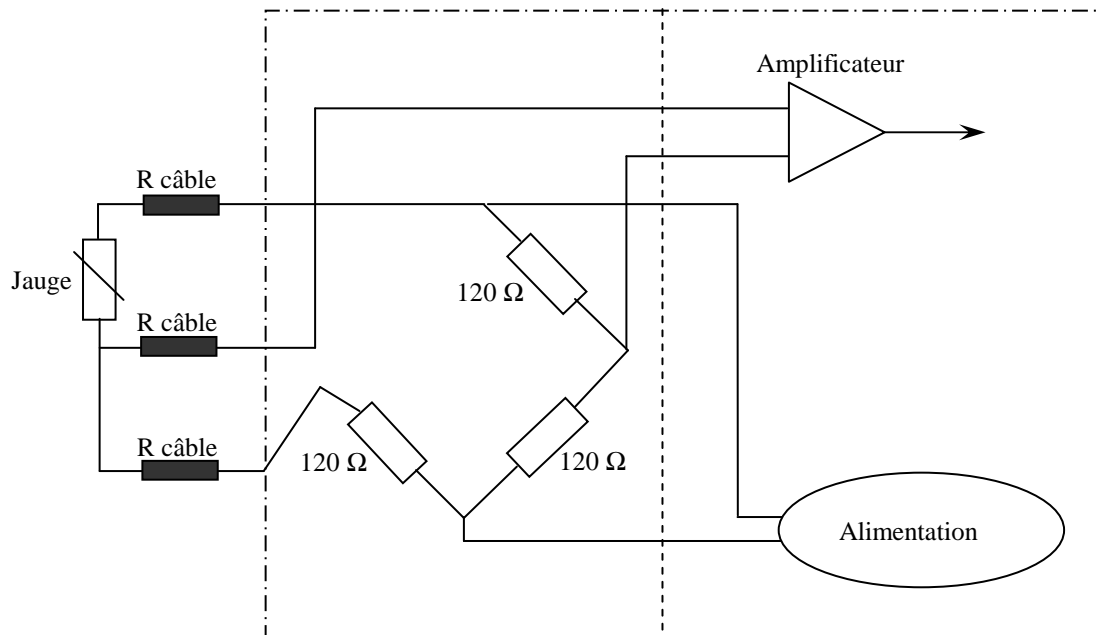 Amplificateur
R câble
Jauge
120 Ω
R câble
R câble
120 Ω
120 Ω
Alimentation